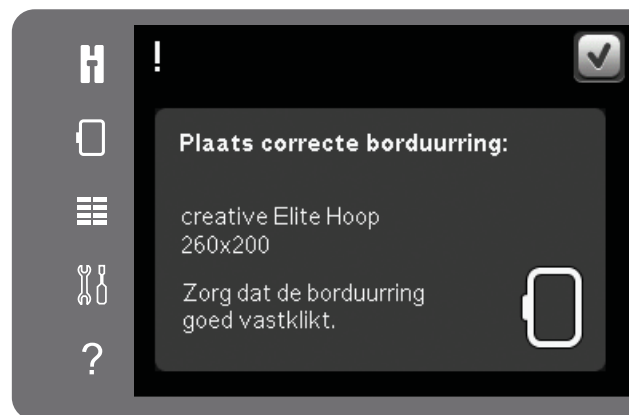 !
Plaats correcte borduurring:
creative Elite Hoop
260x200
Zorg dat de borduurring
goed vastklikt.
?